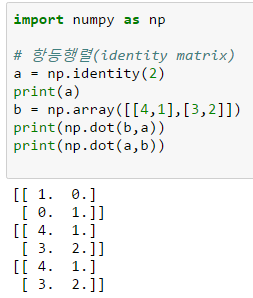 import numpy as np
# 항등행렬(identity matrix)
a = np.identity(2)
print(a)
b = np.array([[4,1],[3,2]])
print(np.dot(b,a))
print(np.dot(a,b))
[[ 1.  0.]
 [ 0.  1.]]
[[ 4.  1.]
 [ 3.  2.]]
[[ 4.  1.]
 [ 3.  2.]]